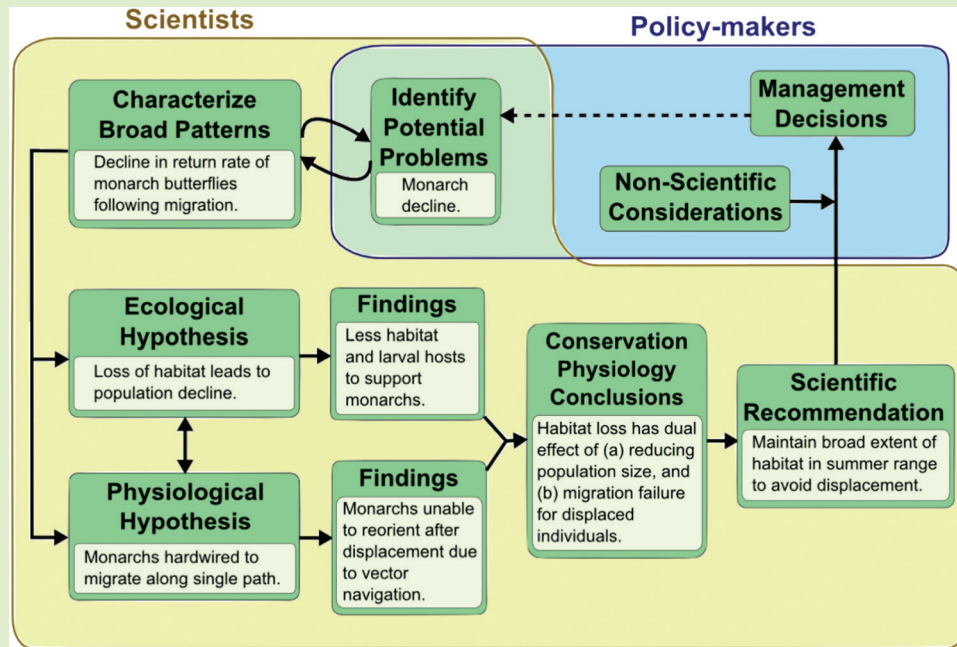 Scientists
Policy-makers
Characterize
Broad Patterns
Decline in return rate of
monarch butterflies
following migration.
Identify
Potential
Problems
Monarch
decline.
Management
Decisions
Non-Scientific
Considerations
Ecological
Hypothesis
Loss of habitat leads to
population decline.
Findings
Less habitat
and larval hosts
to support
monarchs.
Physiological
Hypothesis
Monarchs hardwired to
migrate along single path.
Findings
Monarchs unable
to reorient after
displacement due
to vector
navigation.
Conservation
Physiology
Conclusions
Habitat loss has dual
effect of (a) reducing
population size, and
(b) migration failure
for displaced
individuals.
Scientific
Recommendation
Maintain broad extent of
habitat in summer range
to avoid displacement.